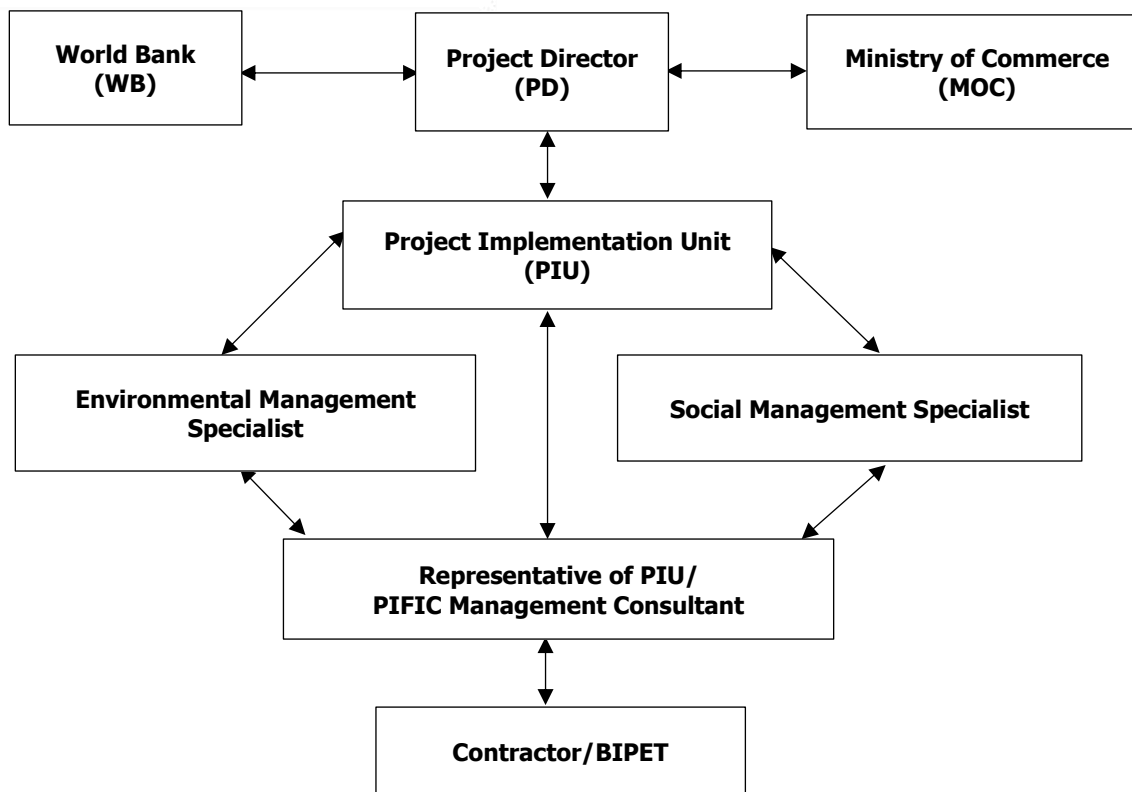 World Bank
(WB)
Project Director
(PD)
Ministry of Commerce
(MOC)
Project Implementation Unit
(PIU)
Environmental Management
Specialist
Social Management Specialist
Representative of PIU/
PIFIC Management Consultant
Contractor/BIPET